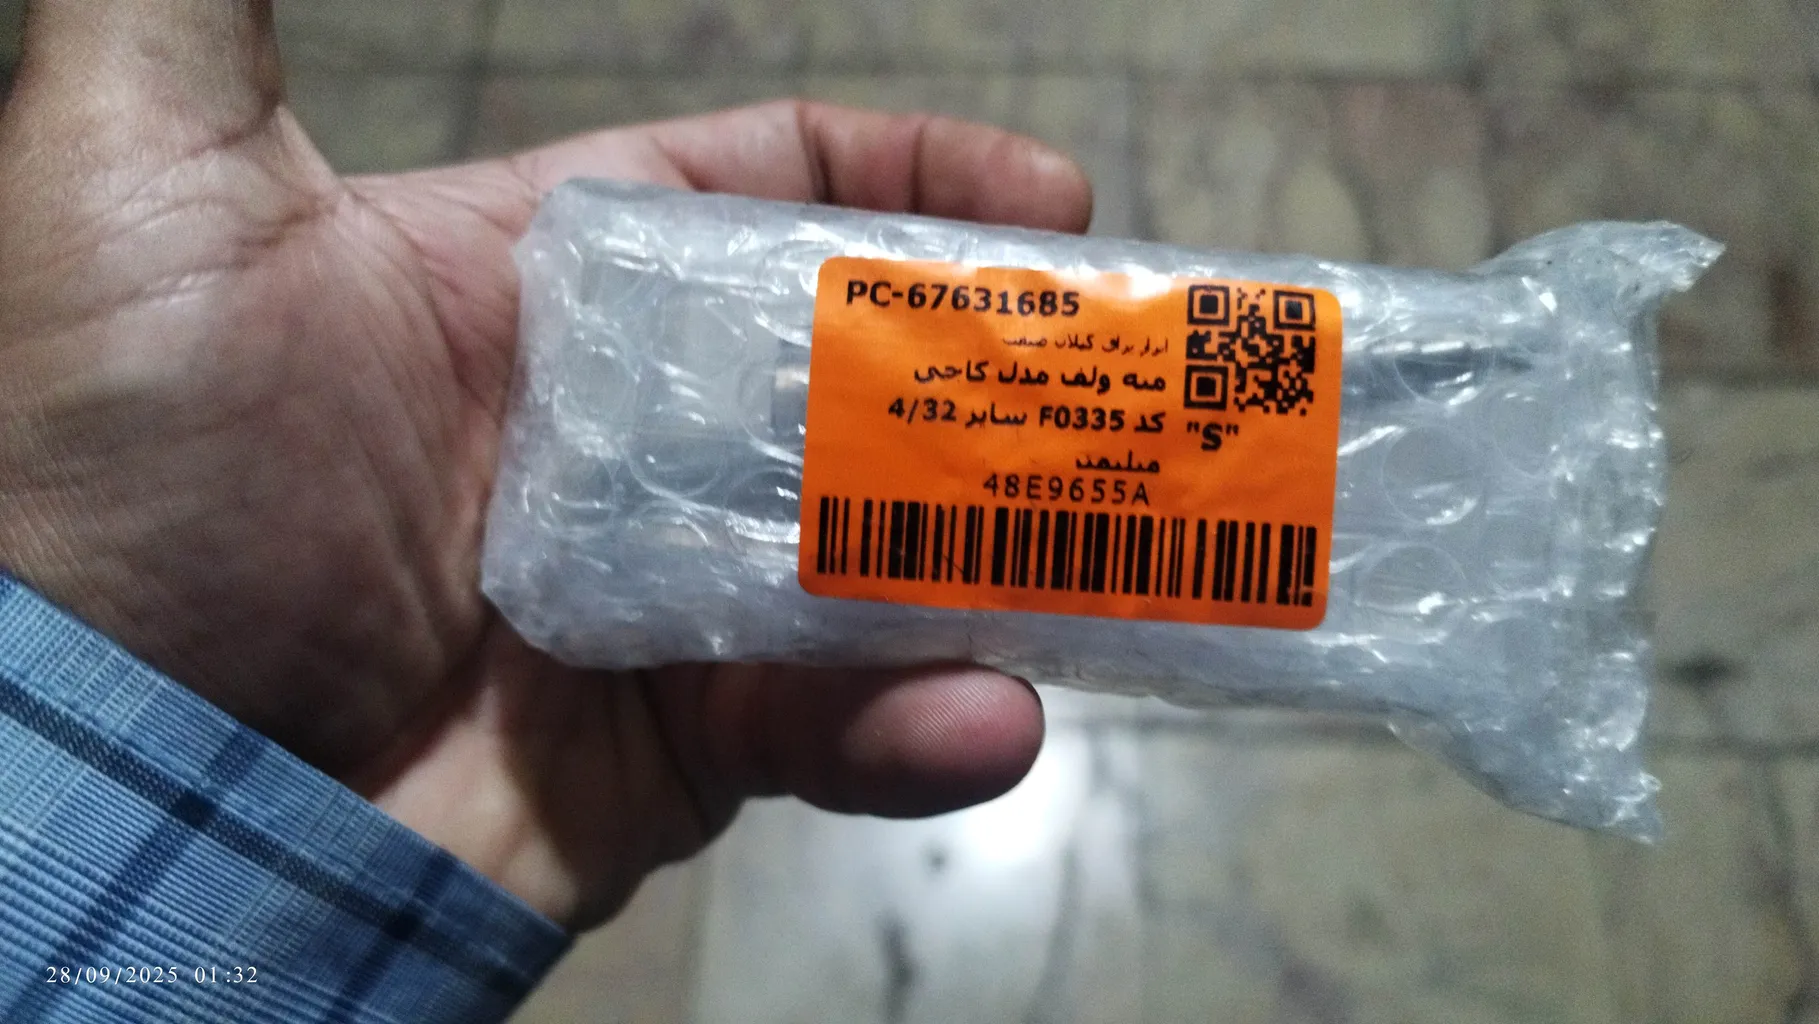 PC-67631685
ابزار یراق گیلان صنعت
مته ولف مدل کاجی
کد F0335 سایز 4/32
"S"
میلیمت
48E9655A
28/09/2025 01:32